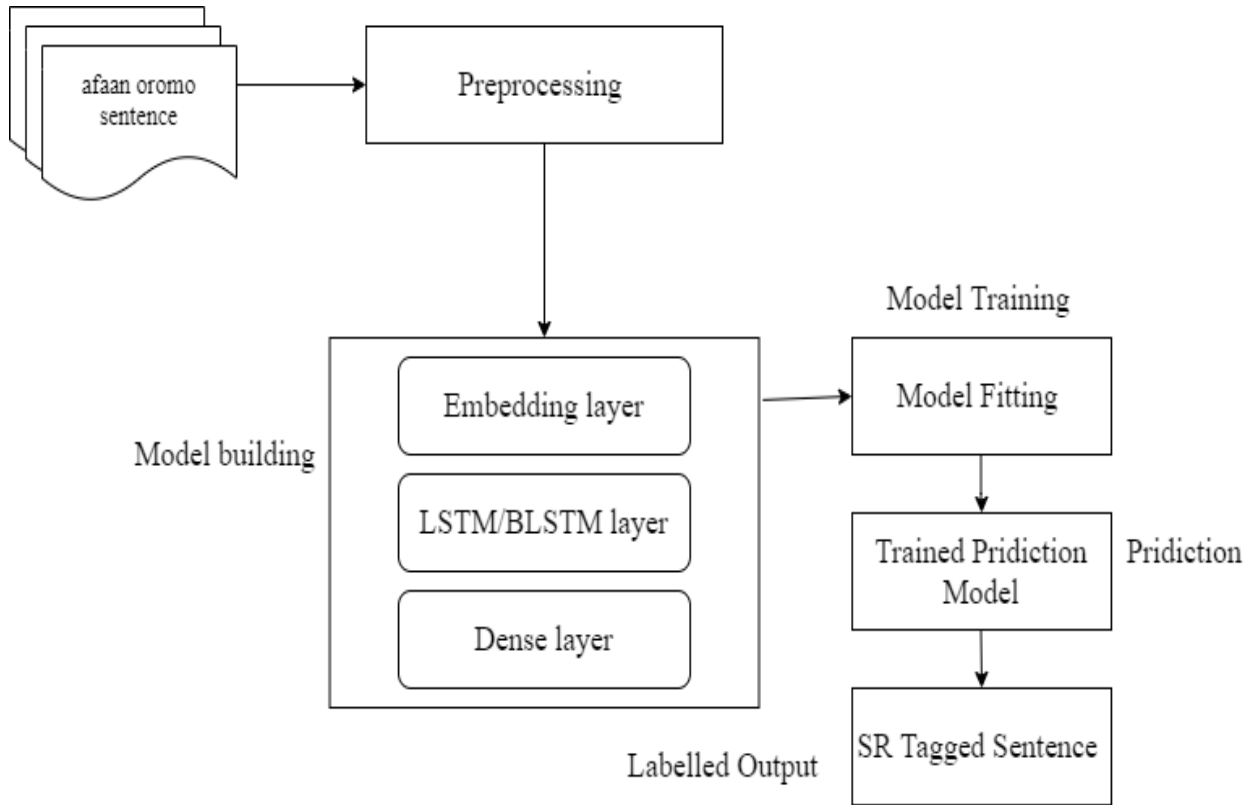 afaan oromo
sentence
Preprocessing
Model Training
Embedding layer
Model Fitting
Model building
LSTM/BLSTM layer
Trained Pridiction
Model
Pridiction
Dense layer
SR Tagged Sentence
Labelled Output